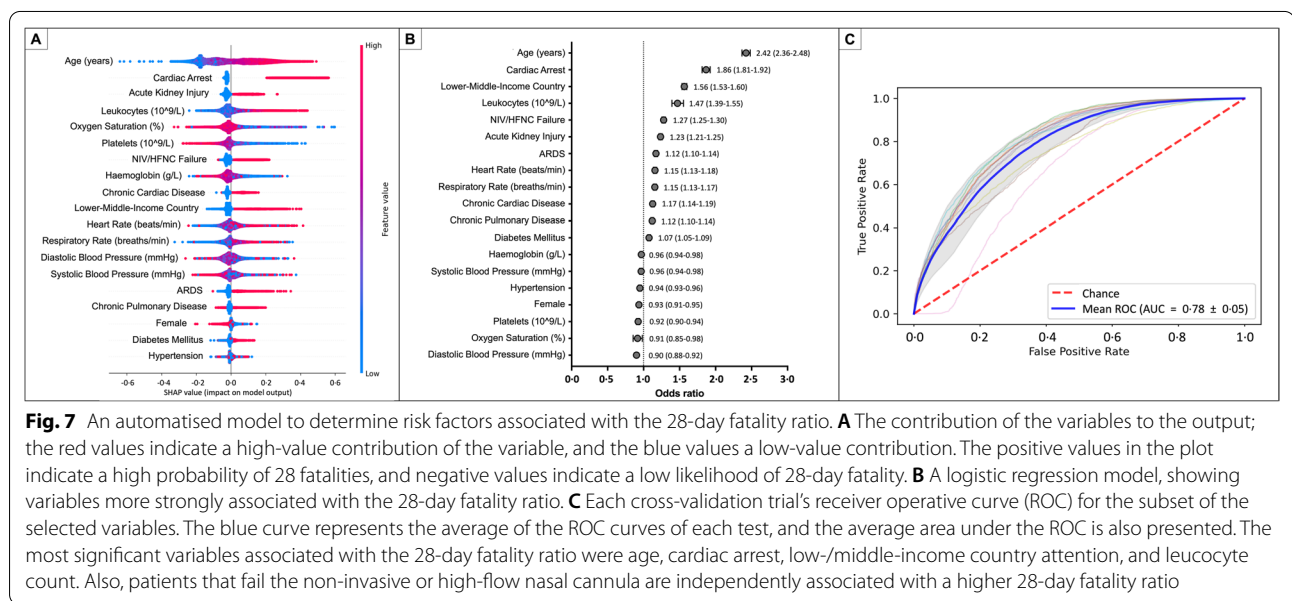 A
High
Age (years)
Cardiac Arrest
Acute Kidney Injury
Leukocytes (10^9/L)
Oxygen Saturation (%)
Platelets (10^9/L)
NIV/HFNC Failure
Haemoglobin (g/L)
Chronic Cardiac Disease
Lower-Middle-Income Country
Heart Rate (beats/min)
Respiratory Rate (breaths/min)
Diastolic Blood Pressure (mmHg)
Systolic Blood Pressure (mmHg)
ARDS
Chronic Pulmonary Disease
Female
Diabetes Mellitus
Hypertension
Feature value
Low
-0·6 -0·4 -0·2 0·0 0·2 0·4 0·6
SHAP value (impact on model output)
B
Age (years) 2.42 (2.36-2.48)
Cardiac Arrest 1.86 (1.81-1.92)
Lower-Middle-Income Country 1.56 (1.53-1.60)
Leukocytes (10^9/L) 1.47 (1.39-1.55)
NIV/HFNC Failure 1.27 (1.25-1.30)
Acute Kidney Injury 1.23 (1.21-1.25)
ARDS 1.12 (1.10-1.14)
Heart Rate (beats/min) 1.15 (1.13-1.18)
Respiratory Rate (breaths/min) 1.15 (1.13-1.17)
Chronic Cardiac Disease 1.17 (1.14-1.19)
Chronic Pulmonary Disease 1.12 (1.10-1.14)
Diabetes Mellitus 1.07 (1.05-1.09)
Haemoglobin (g/L) 0.96 (0.94-0.98)
Systolic Blood Pressure (mmHg) 0.96 (0.94-0.98)
Hypertension 0.94 (0.93-0.96)
Female 0.93 (0.91-0.95)
Platelets (10^9/L) 0.92 (0.90-0.94)
Oxygen Saturation (%) 0.91 (0.85-0.98)
Diastolic Blood Pressure (mmHg) 0.90 (0.88-0.92)
0·0 0·5 1·0 1·5 2·0 2·5 3·0
Odds ratio
C
True Positive Rate
1·0
0·8
0·6
0·4
0·2
0·0
Chance
Mean ROC (AUC = 0·78 ± 0·05)
0·0 0·2 0·4 0·6 0·8 1·0
False Positive Rate
Fig. 7 An automatised model to determine risk factors associated with the 28-day fatality ratio. A The contribution of the variables to the output;
the red values indicate a high-value contribution of the variable, and the blue values a low-value contribution. The positive values in the plot
indicate a high probability of 28 fatalities, and negative values indicate a low likelihood of 28-day fatality. B A logistic regression model, showing
variables more strongly associated with the 28-day fatality ratio. C Each cross-validation trial's receiver operative curve (ROC) for the subset of the
selected variables. The blue curve represents the average of the ROC curves of each test, and the average area under the ROC is also presented. The
most significant variables associated with the 28-day fatality ratio were age, cardiac arrest, low-/middle-income country attention, and leucocyte
count. Also, patients that fail the non-invasive or high-flow nasal cannula are independently associated with a higher 28-day fatality ratio